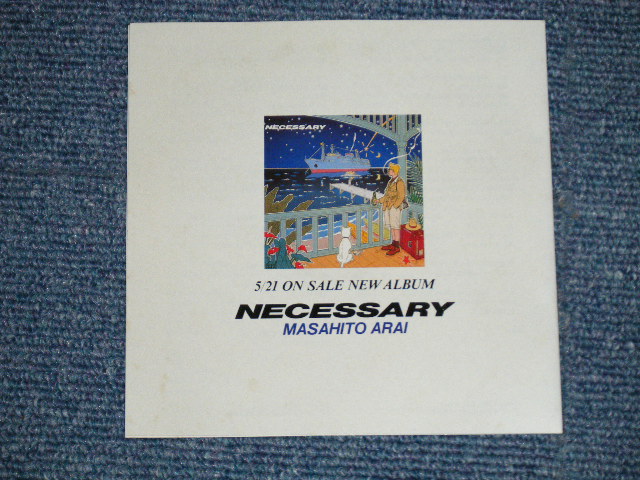 NECESSARY
5/21 ON SALE NEW ALBUM
NECESSARY
MASAHITO ARAI